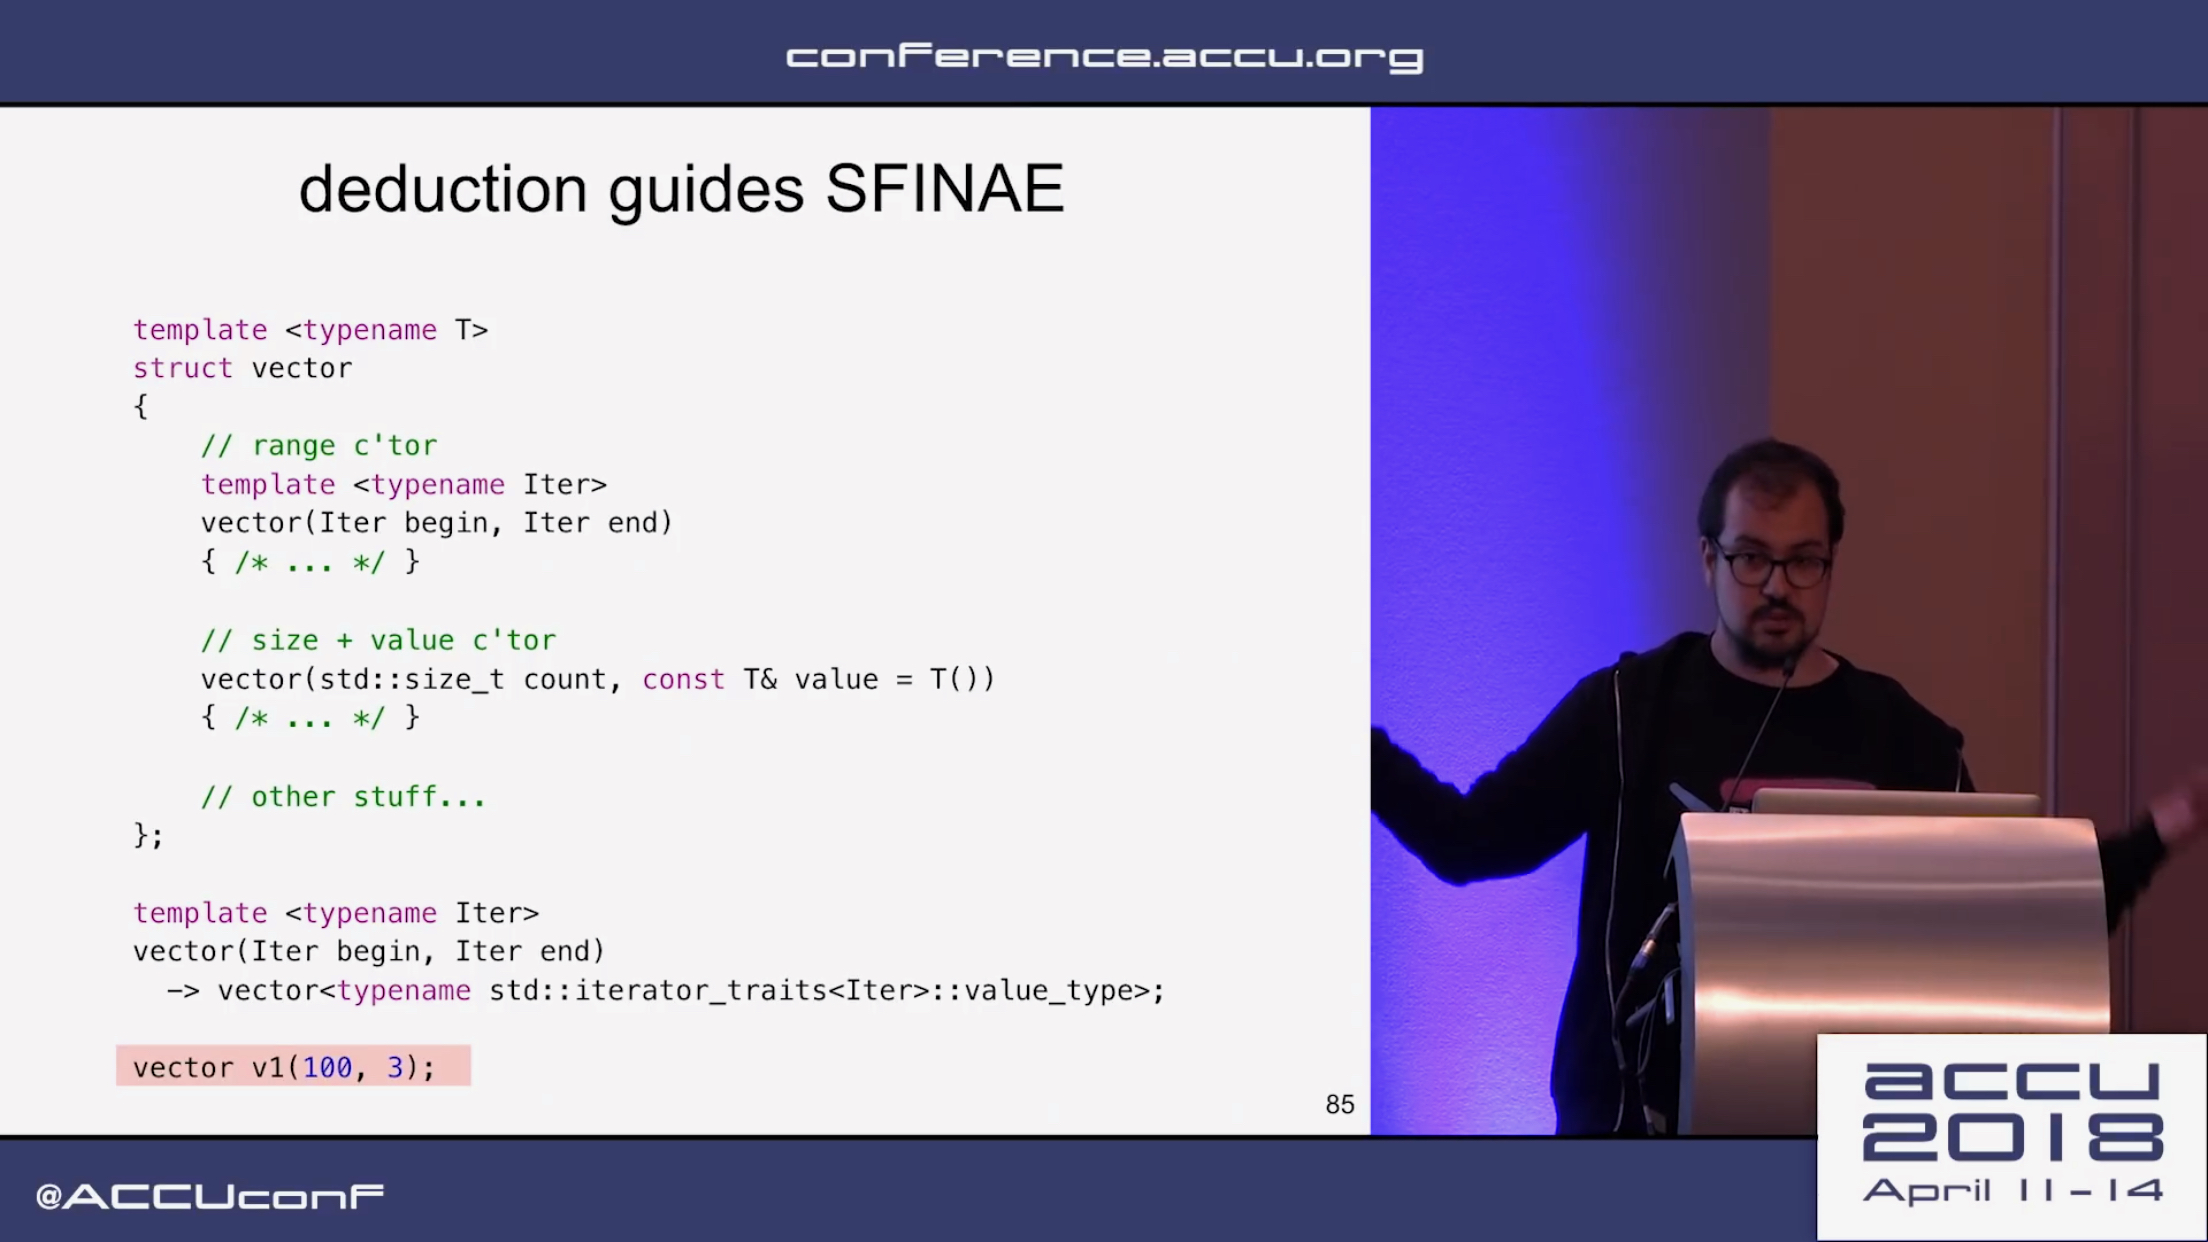 conference.accu.org
deduction guides SFINAE
template <typename T>
struct vector
{
    // range c'tor
    template <typename Iter>
    vector(Iter begin, Iter end)
    { /* ... */ }
    // size + value c'tor
    vector(std::size_t count, const T& value = T())
    { /* ... */ }
    // other stuff...
};
template <typename Iter>
vector(Iter begin, Iter end)
  -> vector<typename std::iterator_traits<Iter>::value_type>;
vector v1(100, 3);
85
@ACCUconf
accu
2018
April 11-14